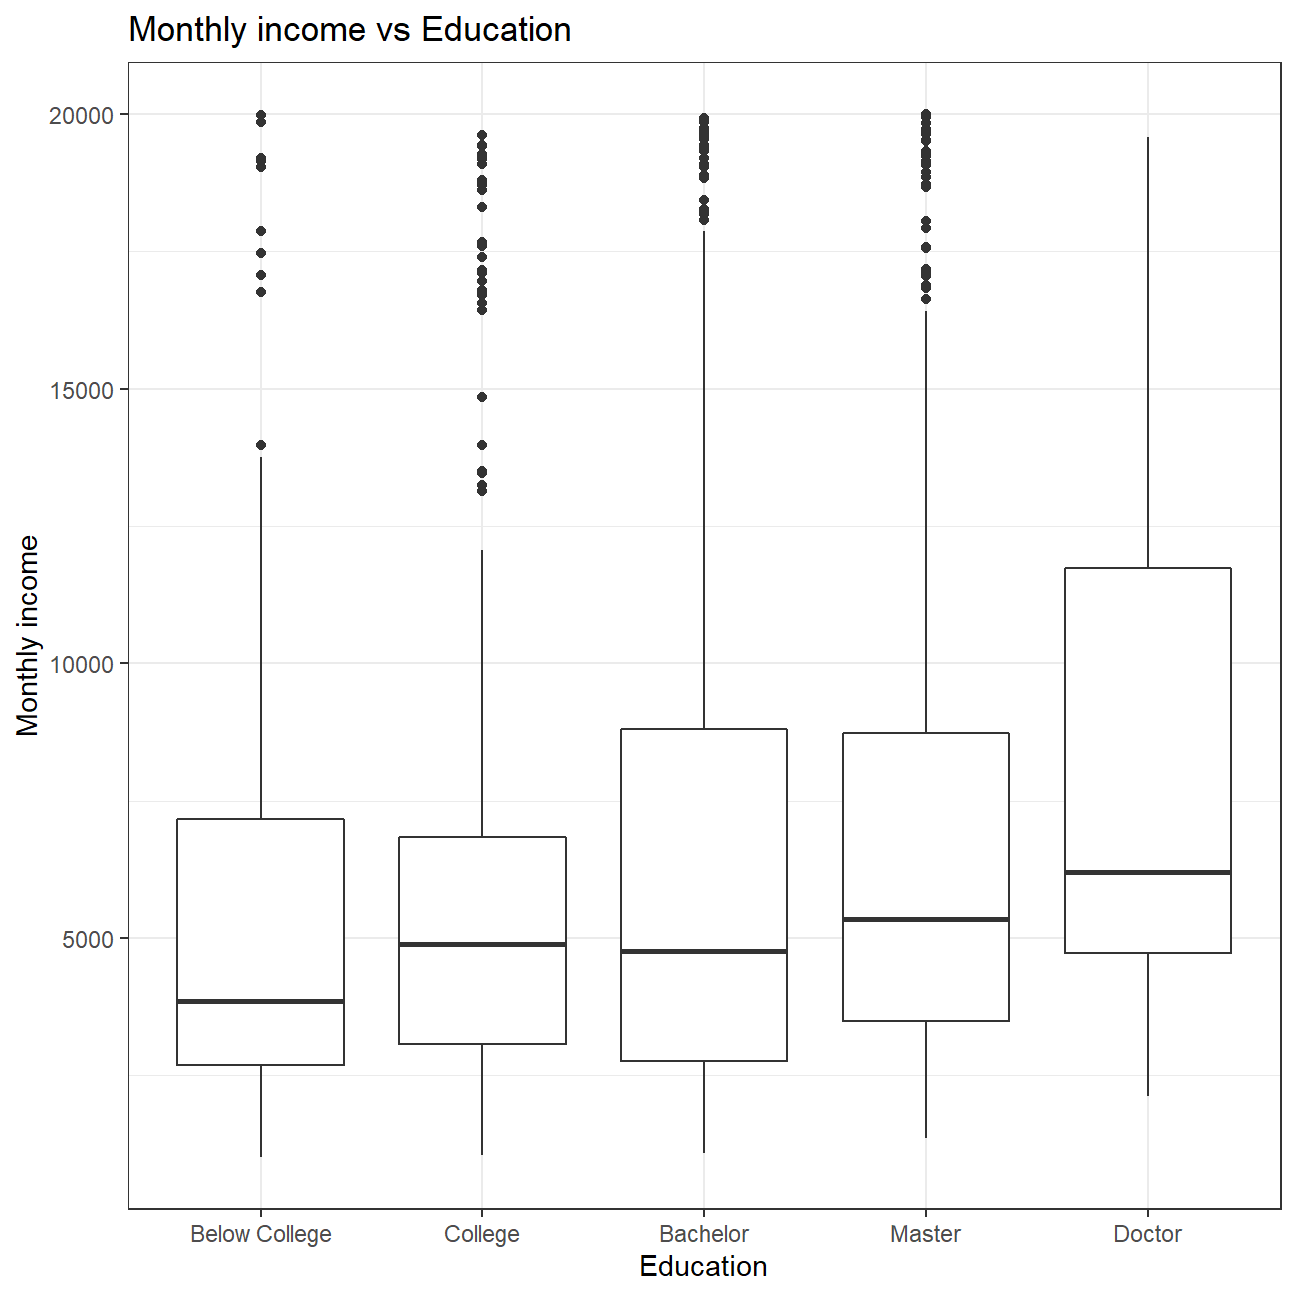 Monthly income vs Education
20000
15000
10000
5000
Monthly income
Below College
College
Bachelor
Master
Doctor
Education